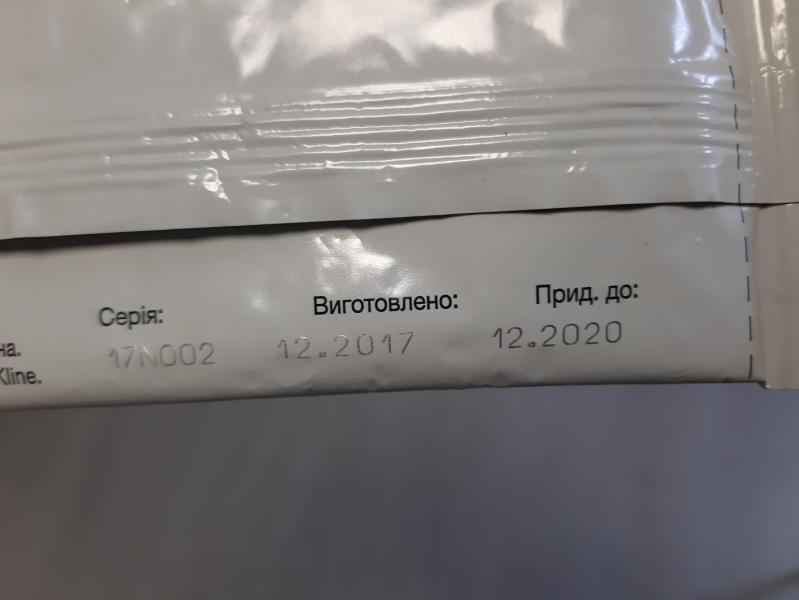 Серія: Виготовлено: Прид. до:
17N002 12.2017 12.2020
на.
Kline.